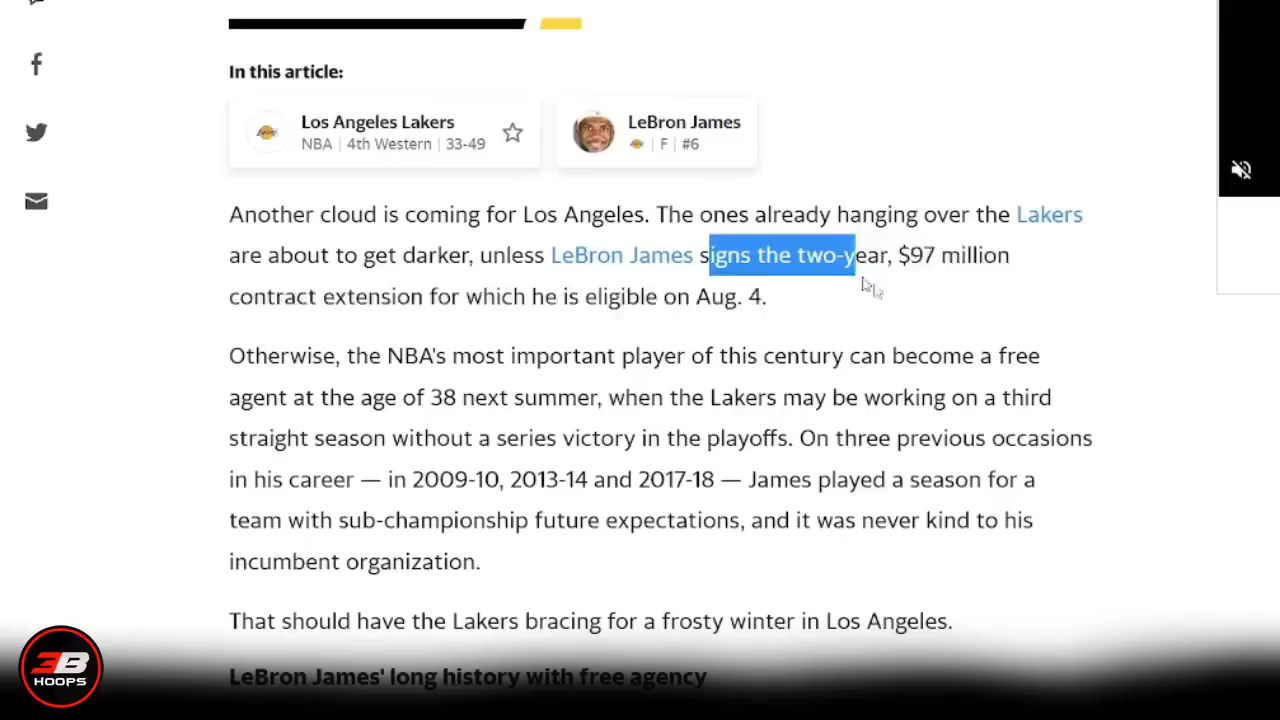 In this article:
Los Angeles Lakers
NBA | 4th Western | 33-49
LeBron James
F | #6
Another cloud is coming for Los Angeles. The ones already hanging over the Lakers
are about to get darker, unless LeBron James signs the two-year, $97 million
contract extension for which he is eligible on Aug. 4.
Otherwise, the NBA's most important player of this century can become a free
agent at the age of 38 next summer, when the Lakers may be working on a third
straight season without a series victory in the playoffs. On three previous occasions
in his career — in 2009-10, 2013-14 and 2017-18 — James played a season for a
team with sub-championship future expectations, and it was never kind to his
incumbent organization.
That should have the Lakers bracing for a frosty winter in Los Angeles.
LeBron James' long history with free agency
3B
HOOPS